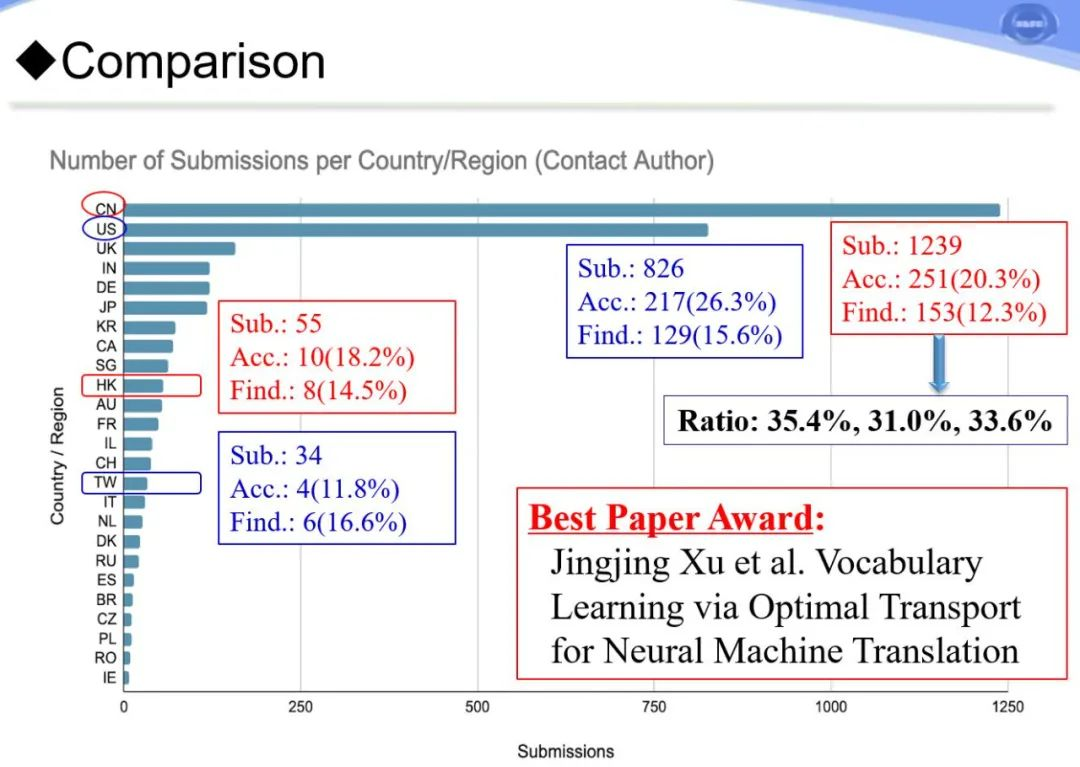 ◆Comparison
Number of Submissions per Country/Region (Contact Author)
Country / Region
CN
US
UK
IN
DE
JP
KR
CA
SG
HK
AU
FR
IL
CH
TW
IT
NL
DK
RU
ES
BR
CZ
PL
RO
IE
Sub.: 1239
Acc.: 251(20.3%)
Find.: 153(12.3%)
Sub.: 826
Acc.: 217(26.3%)
Find.: 129(15.6%)
Sub.: 55
Acc.: 10(18.2%)
Find.: 8(14.5%)
Sub.: 34
Acc.: 4(11.8%)
Find.: 6(16.6%)
Ratio: 35.4%, 31.0%, 33.6%
Best Paper Award:
Jingjing Xu et al. Vocabulary
Learning via Optimal Transport
for Neural Machine Translation
0
250
500
750
1000
1250
Submissions